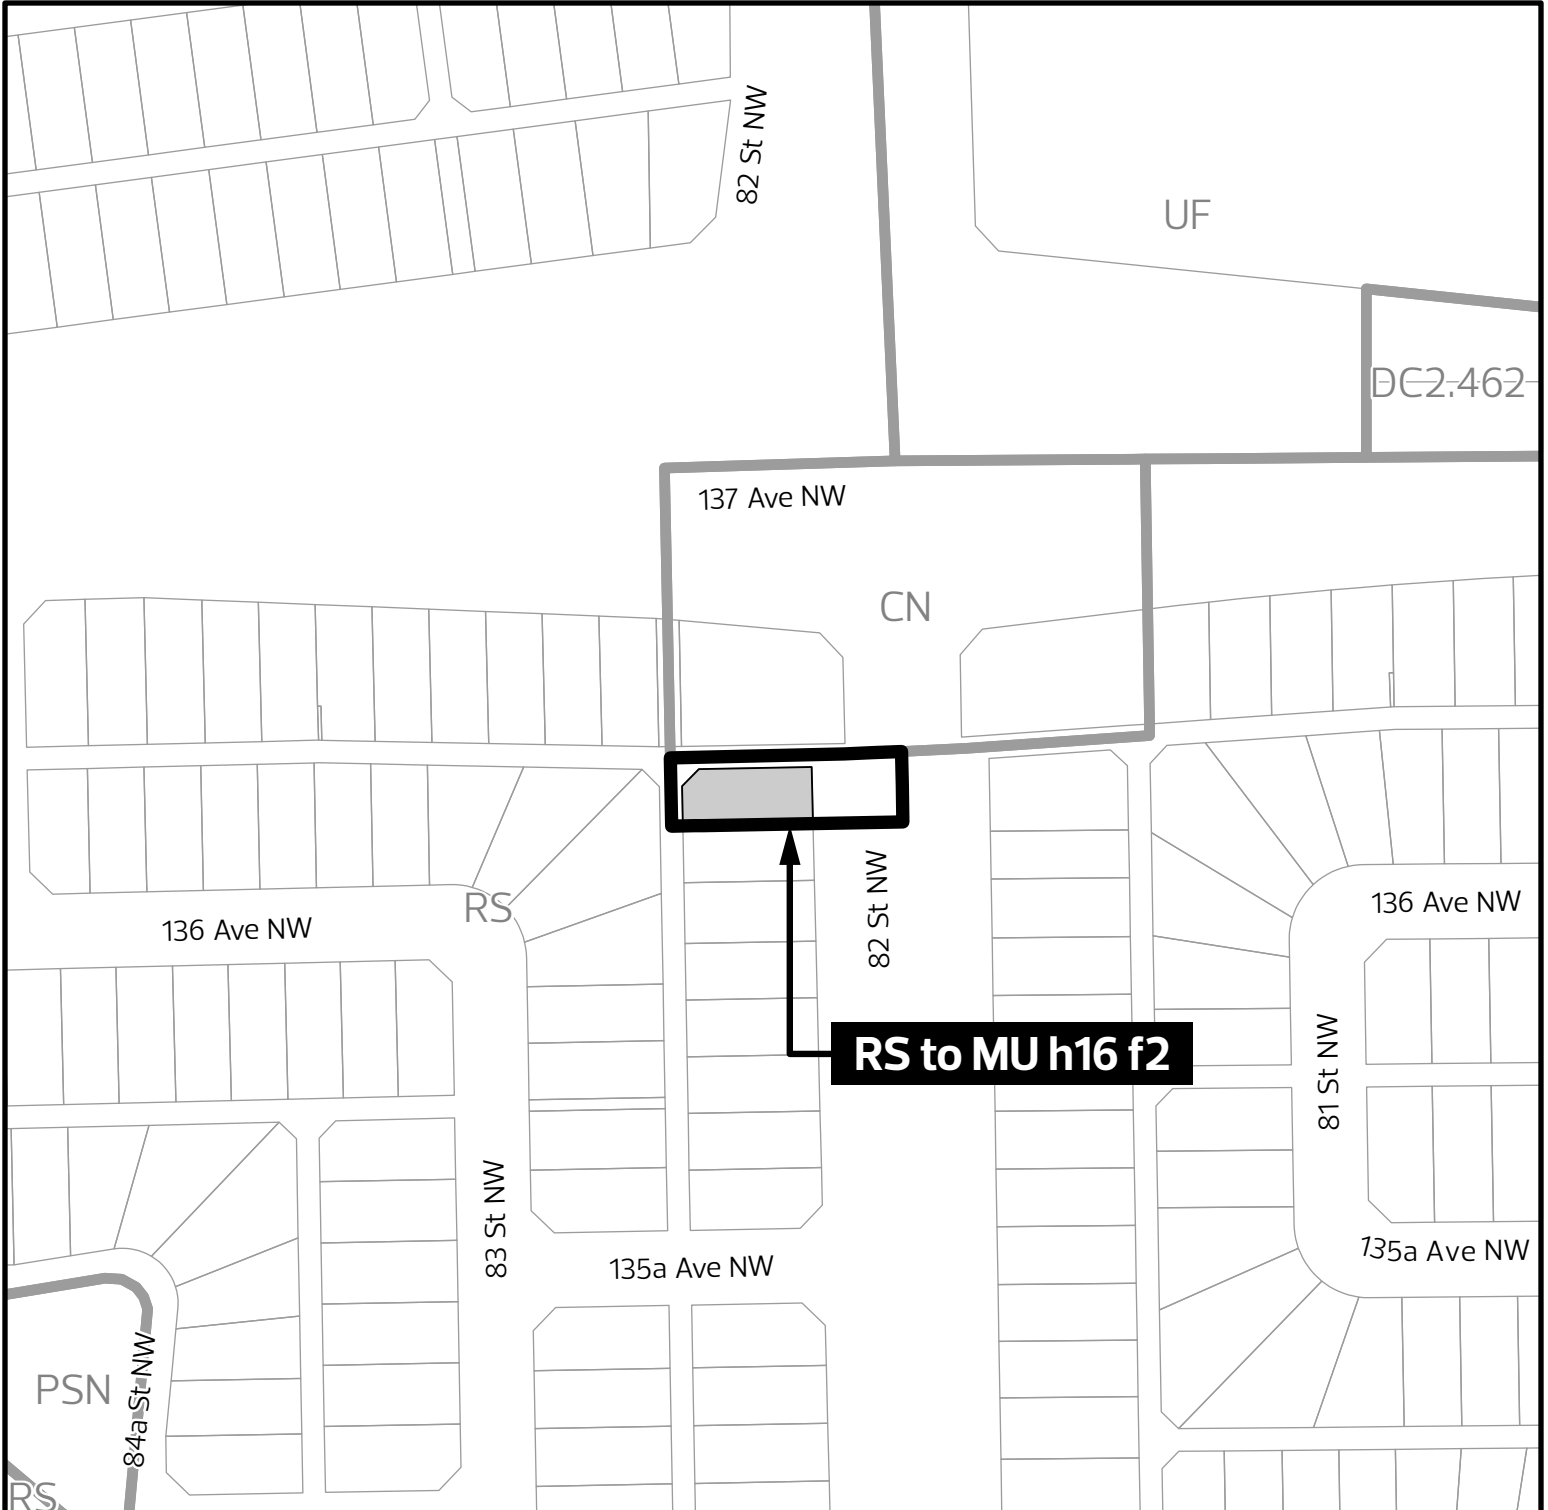 82 St NW
UF
DC2.462
137 Ave NW
CN
RS
136 Ave NW
82 St NW
136 Ave NW
RS to MU h16 f2
81 St NW
83 St NW
135a Ave NW
135a Ave NW
PSN
84a St NW
RS